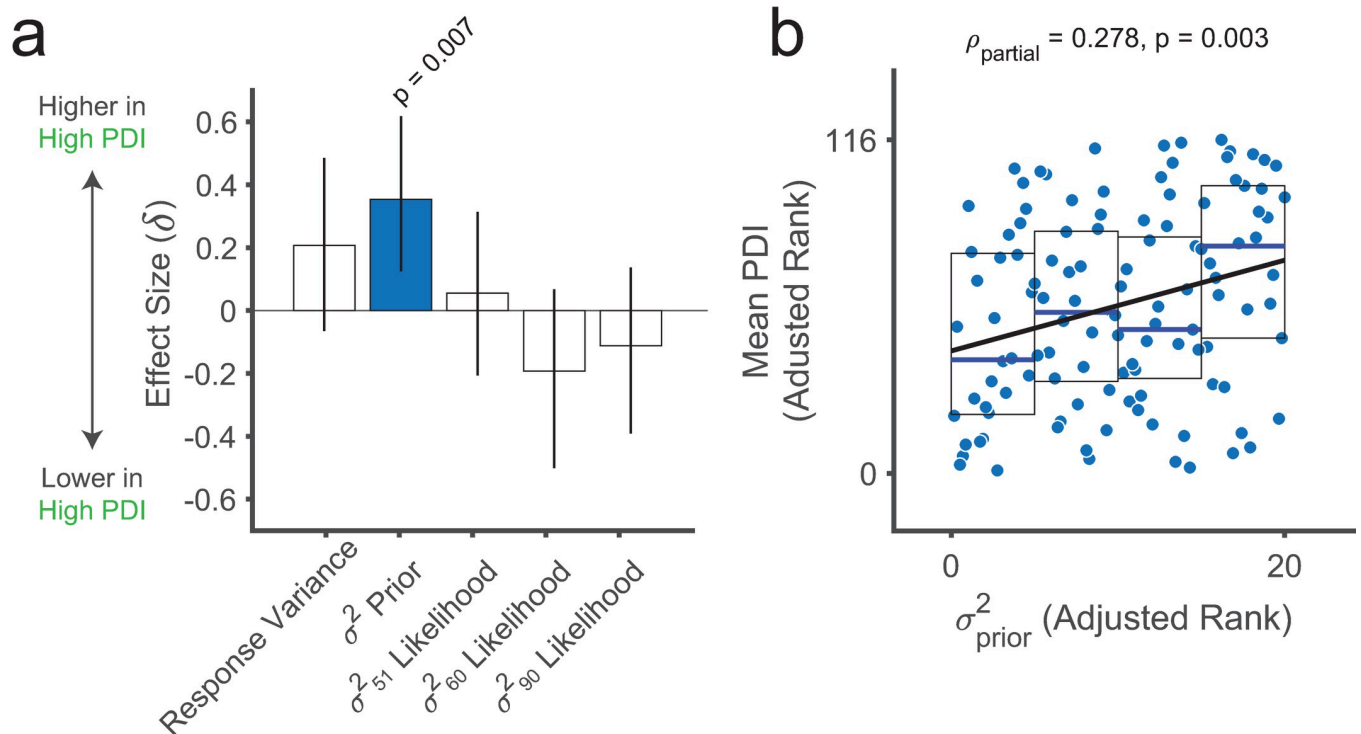 a
Higher in
High PDI
Lower in
High PDI
Effect Size (δ)
0.6
0.4
0.2
0
-0.2
-0.4
-0.6
p = 0.007
Response Variance
σ² Prior
σ²₅₁ Likelihood
σ²₆₀ Likelihood
σ²₉₀ Likelihood
b
ρpartial = 0.278, p = 0.003
Mean PDI
(Adusted Rank)
116
0
0
20
σ²prior (Adjusted Rank)